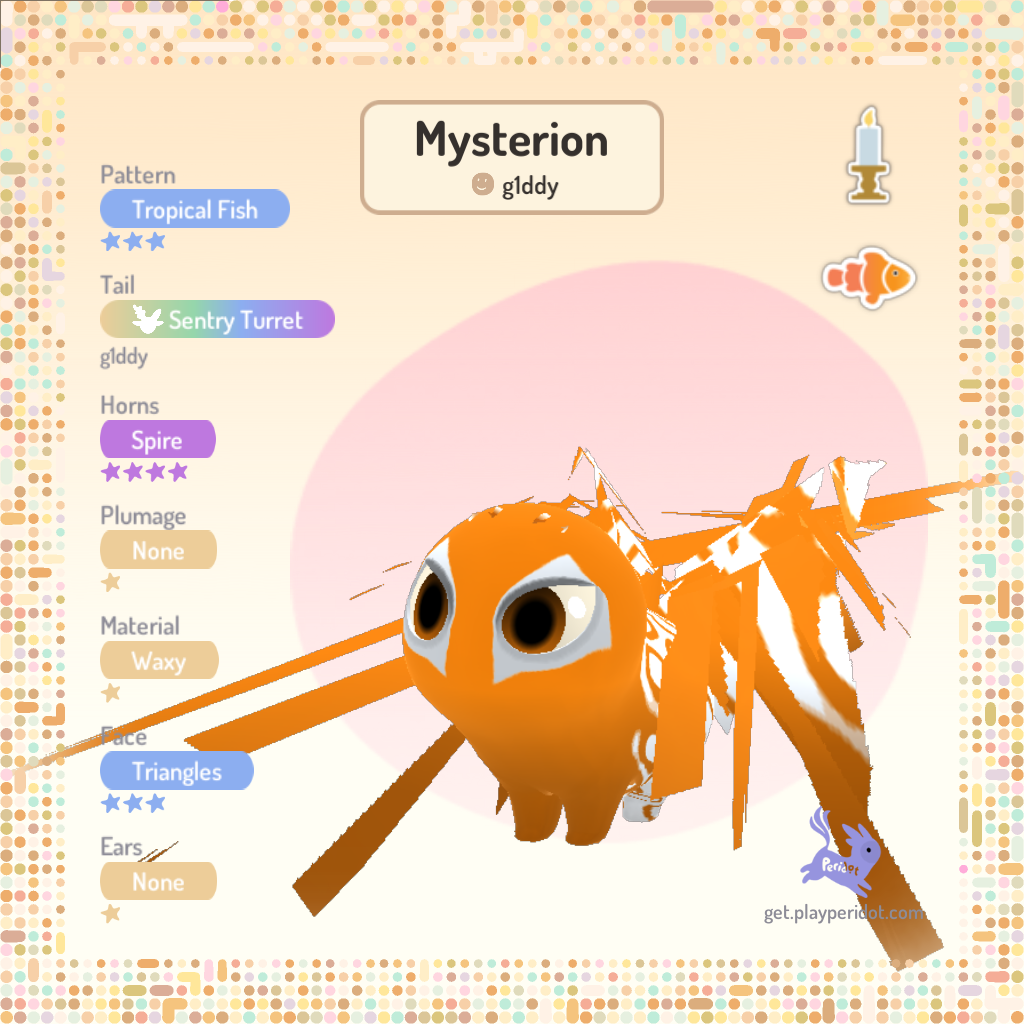 Mysterion
g1ddy
Pattern
Tropical Fish
Tail
Sentry Turret
g1ddy
Horns
Spire
Plumage
None
Material
Waxy
Face
Triangles
Ears
None
Peridot
get.playperidot.com